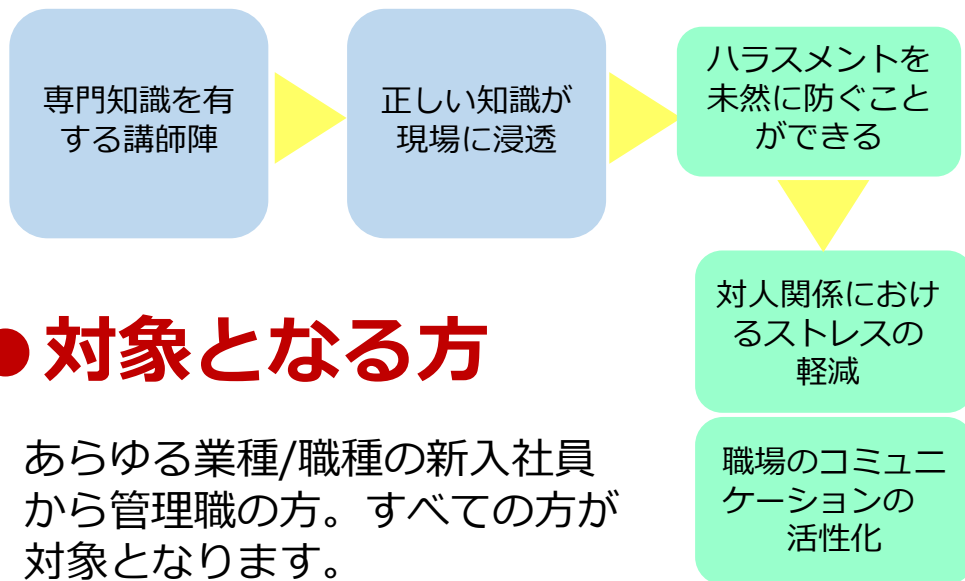 専門知識を有
する講師陣
正しい知識が
現場に浸透
ハラスメントを
未然に防ぐこと
ができる
対人関係におけ
るストレスの
軽減
職場のコミュニ
ケーションの
活性化
●対象となる方
あらゆる業種/職種の新入社員
から管理職の方。すべての方が
対象となります。